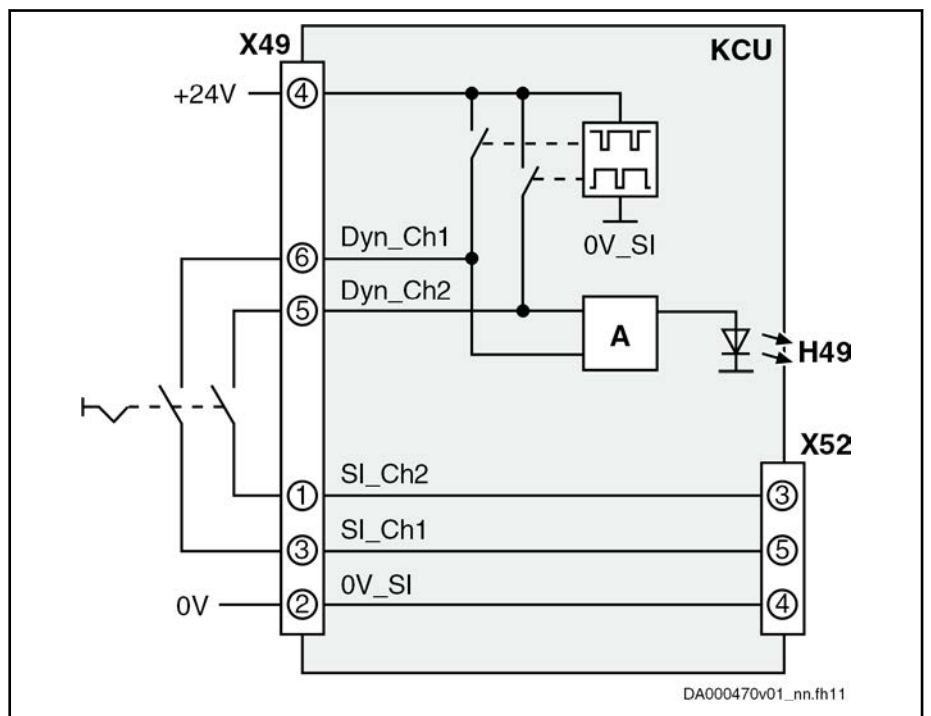 X49
KCU
+24V
4
0V_SI
Dyn_Ch1
6
Dyn_Ch2
5
A
H49
X52
SI_Ch2
1
3
SI_Ch1
3
5
0V_SI
0V
2
4
DA000470v01_nn.fh11